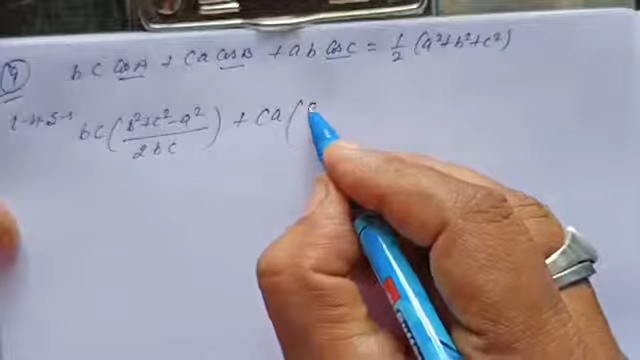 9) bc cosA + ca cosB + ab cosC = 1/2 (a²+b²+c²)
L-H-S-> bc ( (b²+c²-a²) / 2bc ) + ca (